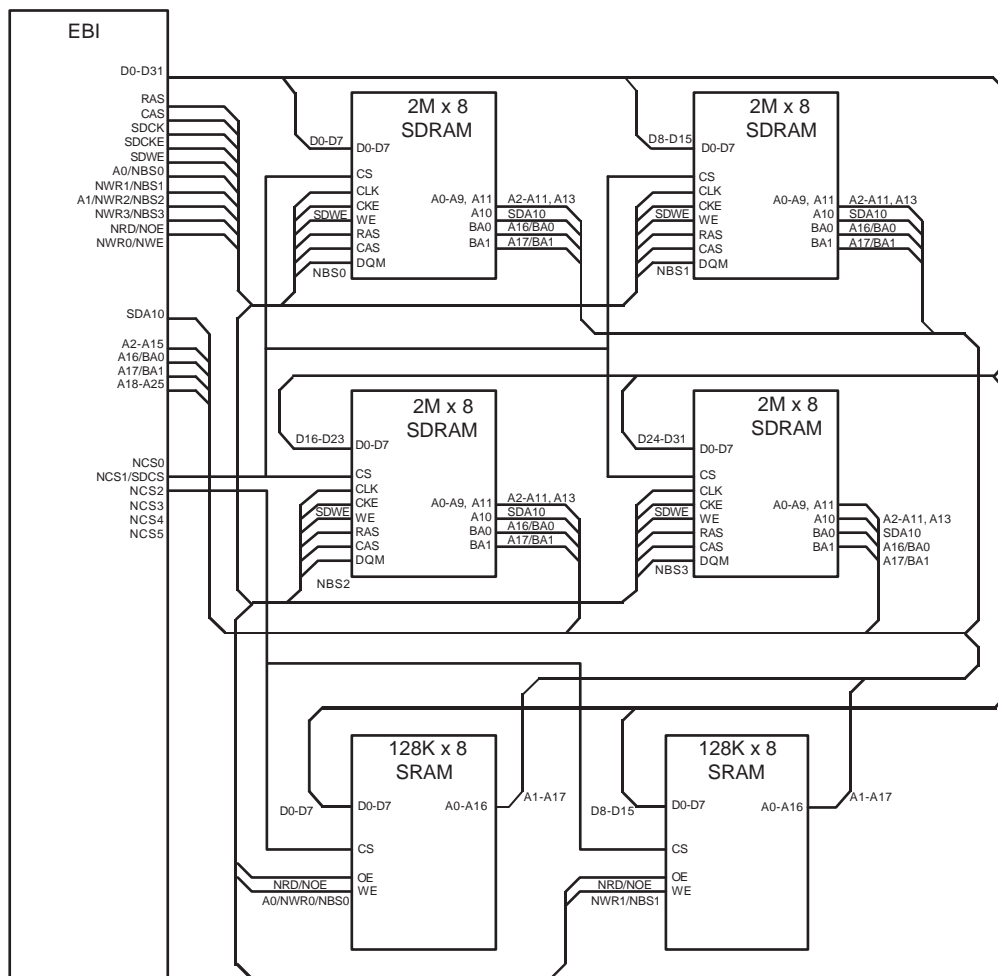 EBI
D0-D31
RAS
CAS
SDCK
SDCKE
SDWE
A0/NBS0
NWR1/NBS1
A1/NWR2/NBS2
NWR3/NBS3
NRD/NOE
NWR0/NWE
SDA10
A2-A15
A16/BA0
A17/BA1
A18-A25
NCS0
NCS1/SDCS
NCS2
NCS3
NCS4
NCS5
2M x 8
SDRAM
D0-D7
D0-D7
CS
CLK
CKE
SDWE
WE
RAS
CAS
DQM
NBS0
A0-A9, A11
A10
BA0
BA1
A2-A11, A13
SDA10
A16/BA0
A17/BA1
2M x 8
SDRAM
D8-D15
D0-D7
CS
CLK
CKE
SDWE
WE
RAS
CAS
DQM
NBS1
A0-A9, A11
A10
BA0
BA1
A2-A11, A13
SDA10
A16/BA0
A17/BA1
2M x 8
SDRAM
D16-D23
D0-D7
CS
CLK
CKE
SDWE
WE
RAS
CAS
DQM
NBS2
A0-A9, A11
A10
BA0
BA1
A2-A11, A13
SDA10
A16/BA0
A17/BA1
2M x 8
SDRAM
D24-D31
D0-D7
CS
CLK
CKE
SDWE
WE
RAS
CAS
DQM
NBS3
A0-A9, A11
A10
BA0
BA1
A2-A11, A13
SDA10
A16/BA0
A17/BA1
128K x 8
SRAM
D0-D7
D0-D7
A0-A16
A1-A17
CS
OE
NRD/NOE
WE
A0/NWR0/NBS0
128K x 8
SRAM
D8-D15
D0-D7
A0-A16
A1-A17
CS
OE
NRD/NOE
WE
NWR1/NBS1